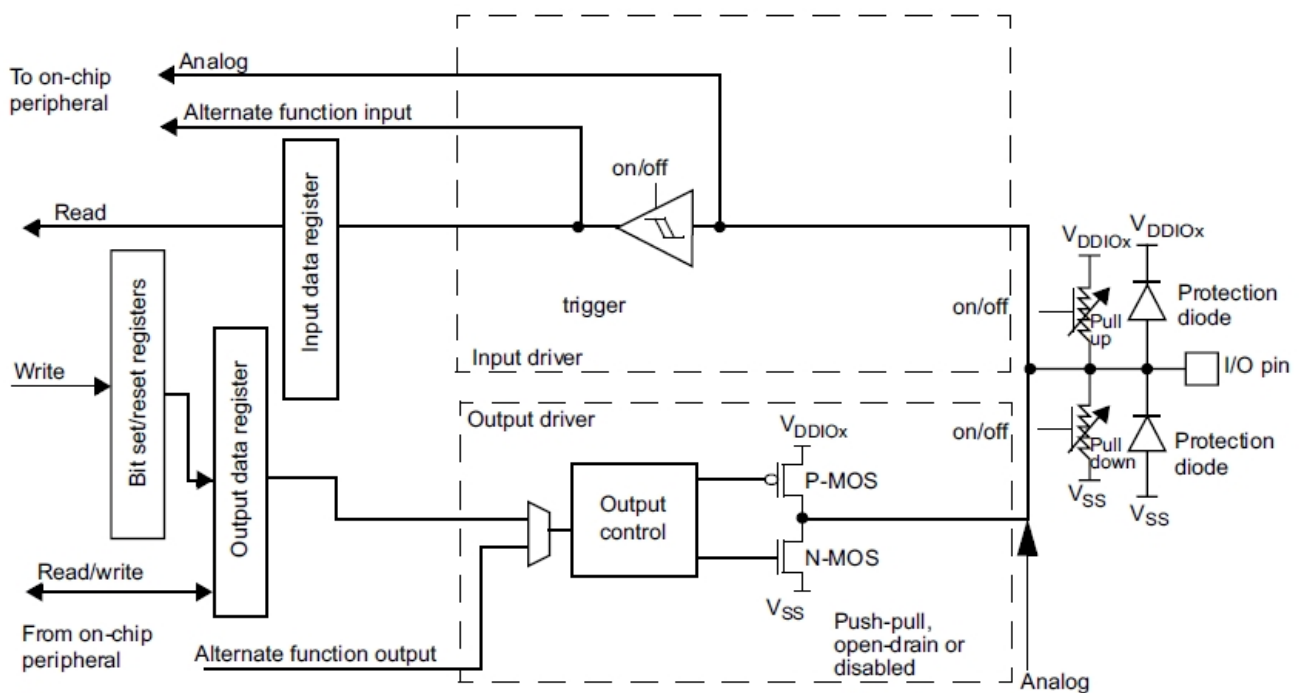 To on-chip
peripheral
Analog
Alternate function input
on/off
Read
Input data register
trigger
Input driver
Bit set/reset registers
Write
Output data register
Read/write
From on-chip
peripheral
Alternate function output
Output driver
Output
control
VDDIOx
P-MOS
N-MOS
VSS
Push-pull,
open-drain or
disabled
Analog
on/off
on/off
VDDIOx
VDDIOx
Pull
up
Protection
diode
I/O pin
Pull
down
Protection
diode
VSS
VSS